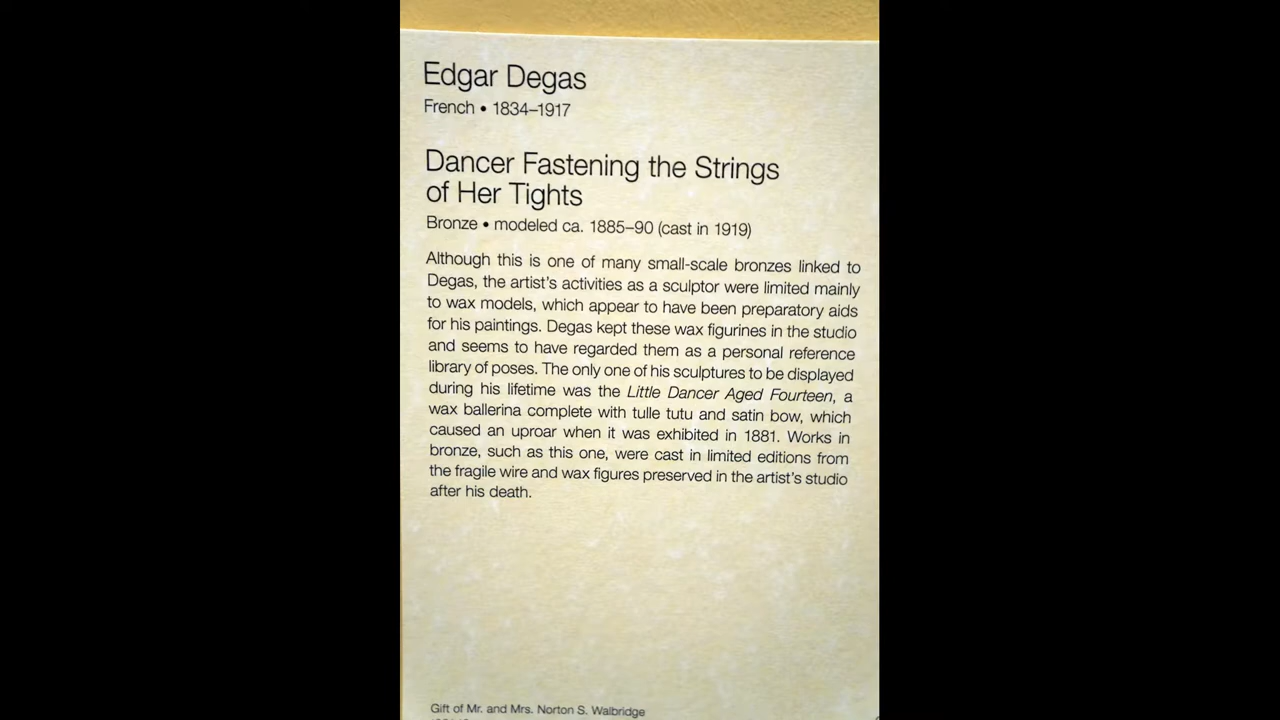 Edgar Degas
French • 1834–1917
Dancer Fastening the Strings
of Her Tights
Bronze • modeled ca. 1885–90 (cast in 1919)
Although this is one of many small-scale bronzes linked to
Degas, the artist's activities as a sculptor were limited mainly
to wax models, which appear to have been preparatory aids
for his paintings. Degas kept these wax figurines in the studio
and seems to have regarded them as a personal reference
library of poses. The only one of his sculptures to be displayed
during his lifetime was the Little Dancer Aged Fourteen, a
wax ballerina complete with tulle tutu and satin bow, which
caused an uproar when it was exhibited in 1881. Works in
bronze, such as this one, were cast in limited editions from
the fragile wire and wax figures preserved in the artist's studio
after his death.
Gift of Mr. and Mrs. Norton S. Walbridge